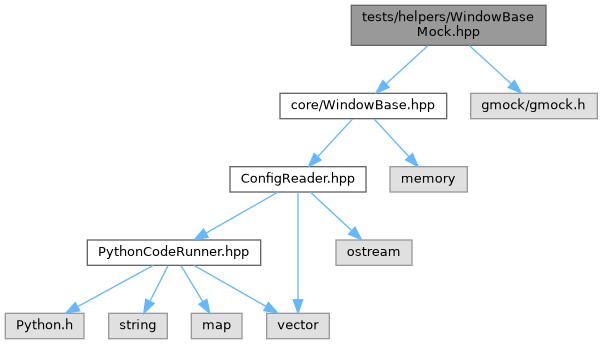 tests/helpers/WindowBase
Mock.hpp
core/WindowBase.hpp
gmock/gmock.h
ConfigReader.hpp
memory
PythonCodeRunner.hpp
ostream
Python.h
string
map
vector